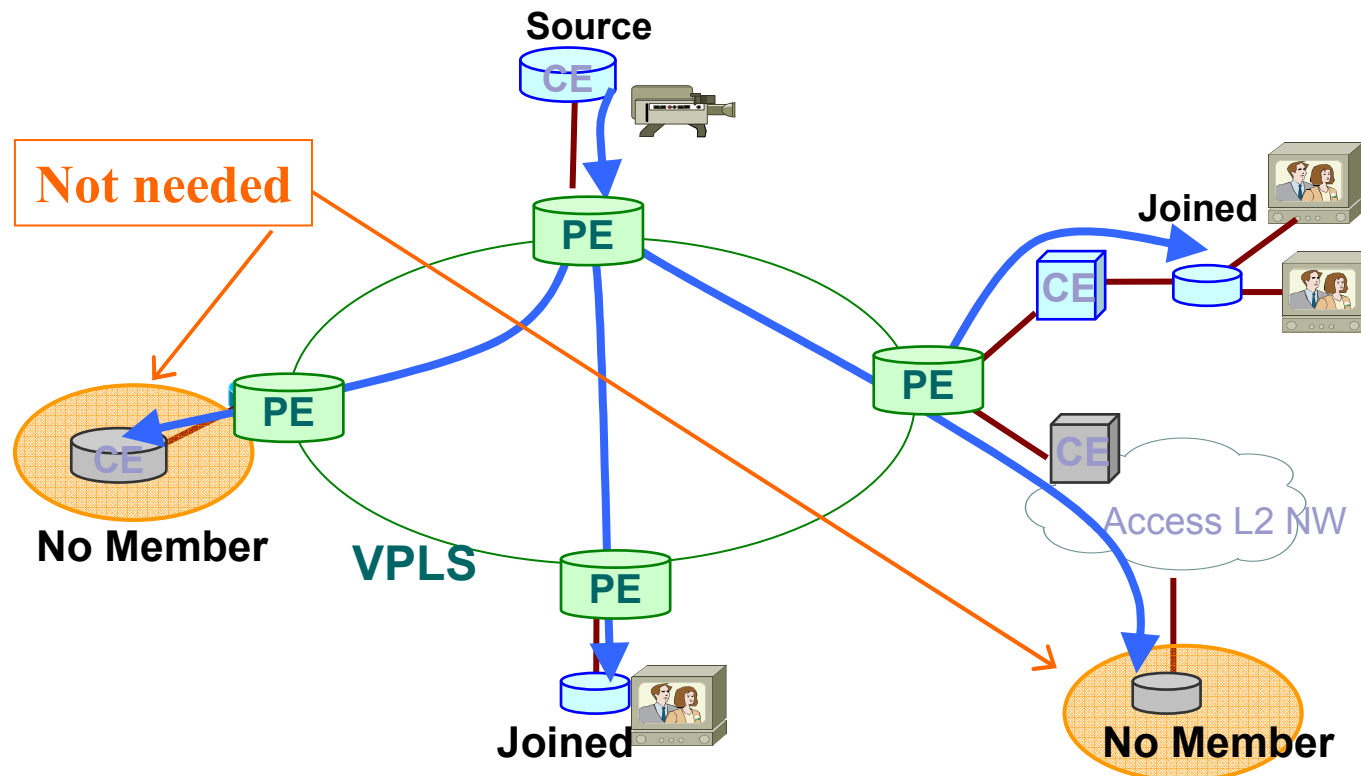 Source
CE
Not needed
Joined
PE
CE
PE
PE
CE
CE
Access L2 NW
No Member
VPLS
PE
Joined
No Member